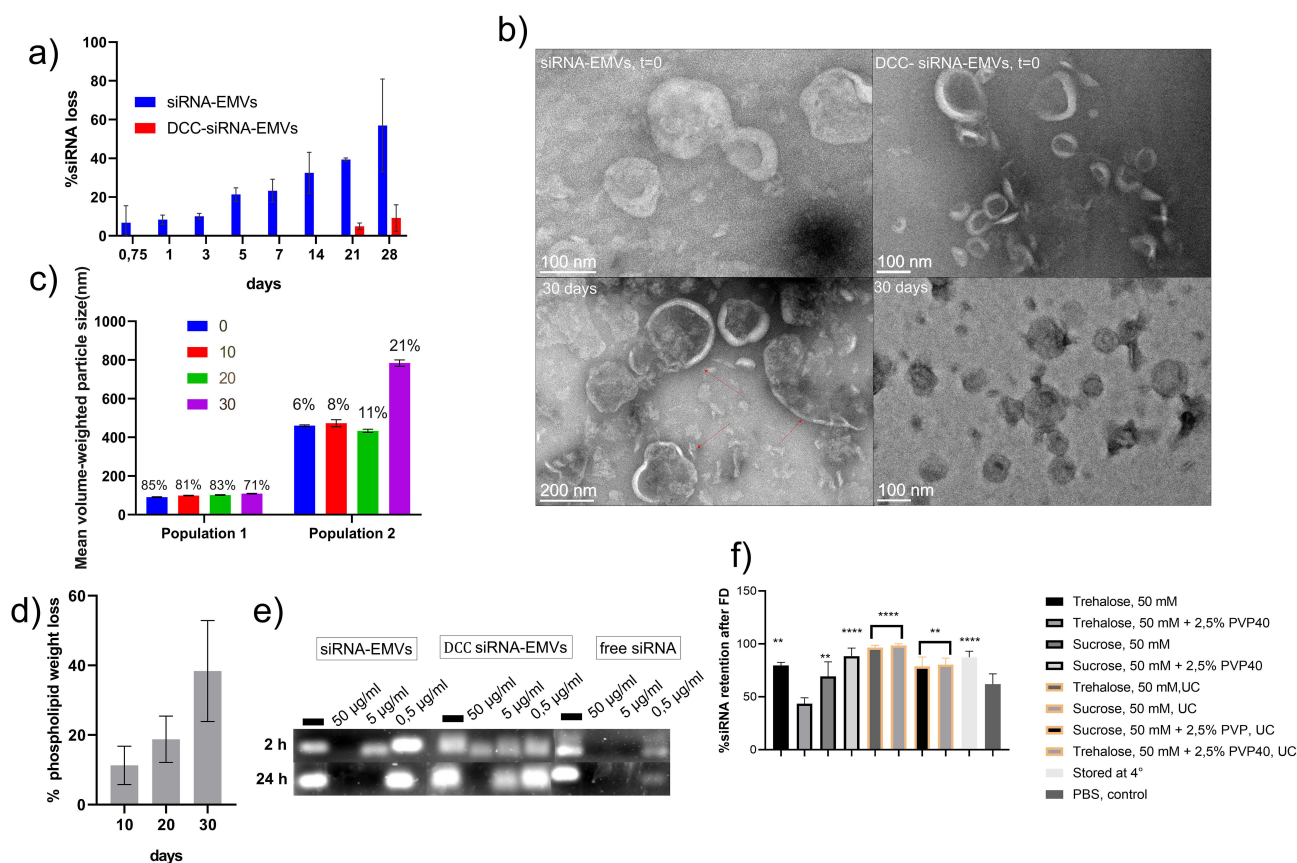 a)
100
80
60
40
20
0
%siRNA loss
siRNA-EMVs
DCC-siRNA-EMVs
0,75 1 3 5 7 14 21 28
days
b)
siRNA-EMVs, t=0
100 nm
DCC- siRNA-EMVs, t=0
100 nm
30 days
200 nm
30 days
100 nm
c)
Mean volume-weighted particle size(nm)
1000
800
600
400
200
0
0
10
20
30
85% 81% 83% 71%
6% 8% 11% 21%
Population 1 Population 2
d)
% phospholipid weight loss
60
40
20
0
10 20 30
days
e)
siRNA-EMVs DCC siRNA-EMVs free siRNA
50 µg/ml 5 µg/ml 0,5 µg/ml 50 µg/ml 5 µg/ml 0,5 µg/ml 50 µg/ml 5 µg/ml 0,5 µg/ml
2 h
24 h
f)
%siRNA retention after FD
150
100
50
0
** ** **** **** ** ****
Trehalose, 50 mM
Trehalose, 50 mM + 2,5% PVP40
Sucrose, 50 mM
Sucrose, 50 mM + 2,5% PVP40
Trehalose, 50 mM,UC
Sucrose, 50 mM, UC
Sucrose, 50 mM + 2,5% PVP, UC
Trehalose, 50 mM + 2,5% PVP40, UC
Stored at 4°
PBS, control